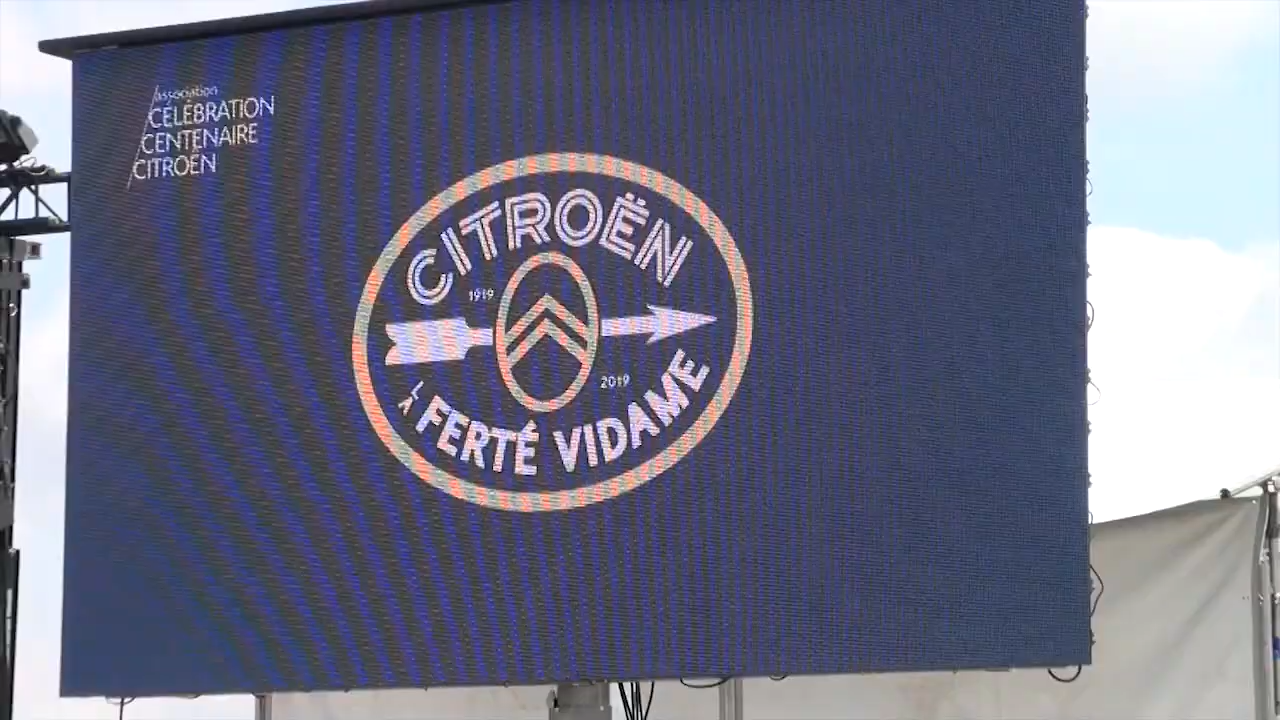 association
CÉLÉBRATION
CENTENAIRE
CITROËN
CITROËN
1919
2019
LA FERTÉ VIDAME